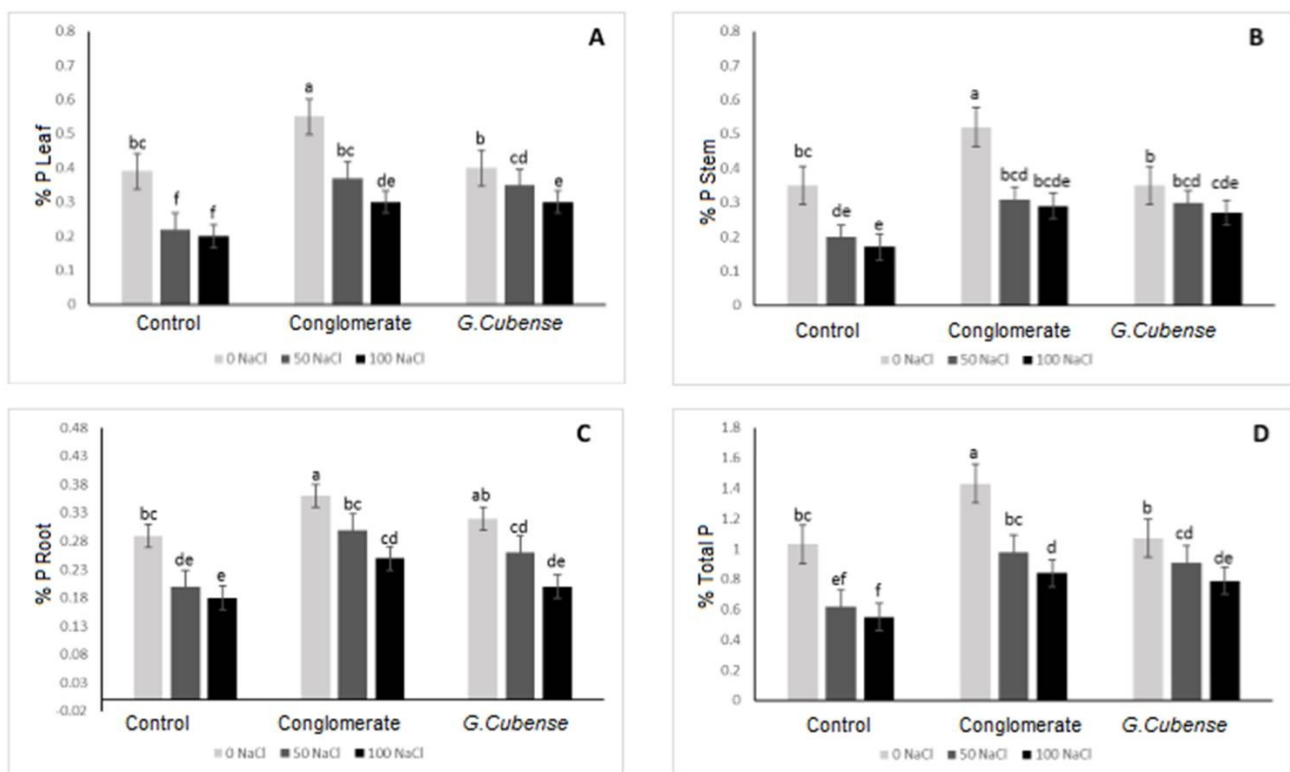 A
% P Leaf
0.8
0.7
0.6
0.5
0.4
0.3
0.2
0.1
0
bc
f
f
a
bc
de
b
cd
e
Control Conglomerate G.Cubense
0 NaCl 50 NaCl 100 NaCl
B
% P Stem
0.8
0.7
0.6
0.5
0.4
0.3
0.2
0.1
0
bc
de
e
a
bcd
bcde
b
bcd
cde
Control Conglomerate G.Cubense
0 NaCl 50 NaCl 100 NaCl
C
% P Root
0.48
0.43
0.38
0.33
0.28
0.23
0.18
0.13
0.08
0.03
-0.02
bc
de
e
a
bc
cd
ab
cd
de
Control Conglomerate G.Cubense
0 NaCl 50 NaCl 100 NaCl
D
% Total P
1.8
1.6
1.4
1.2
1
0.8
0.6
0.4
0.2
0
bc
ef
f
a
bc
d
b
cd
de
Control Conglomerate G.Cubense
0 NaCl 50 NaCl 100 NaCl